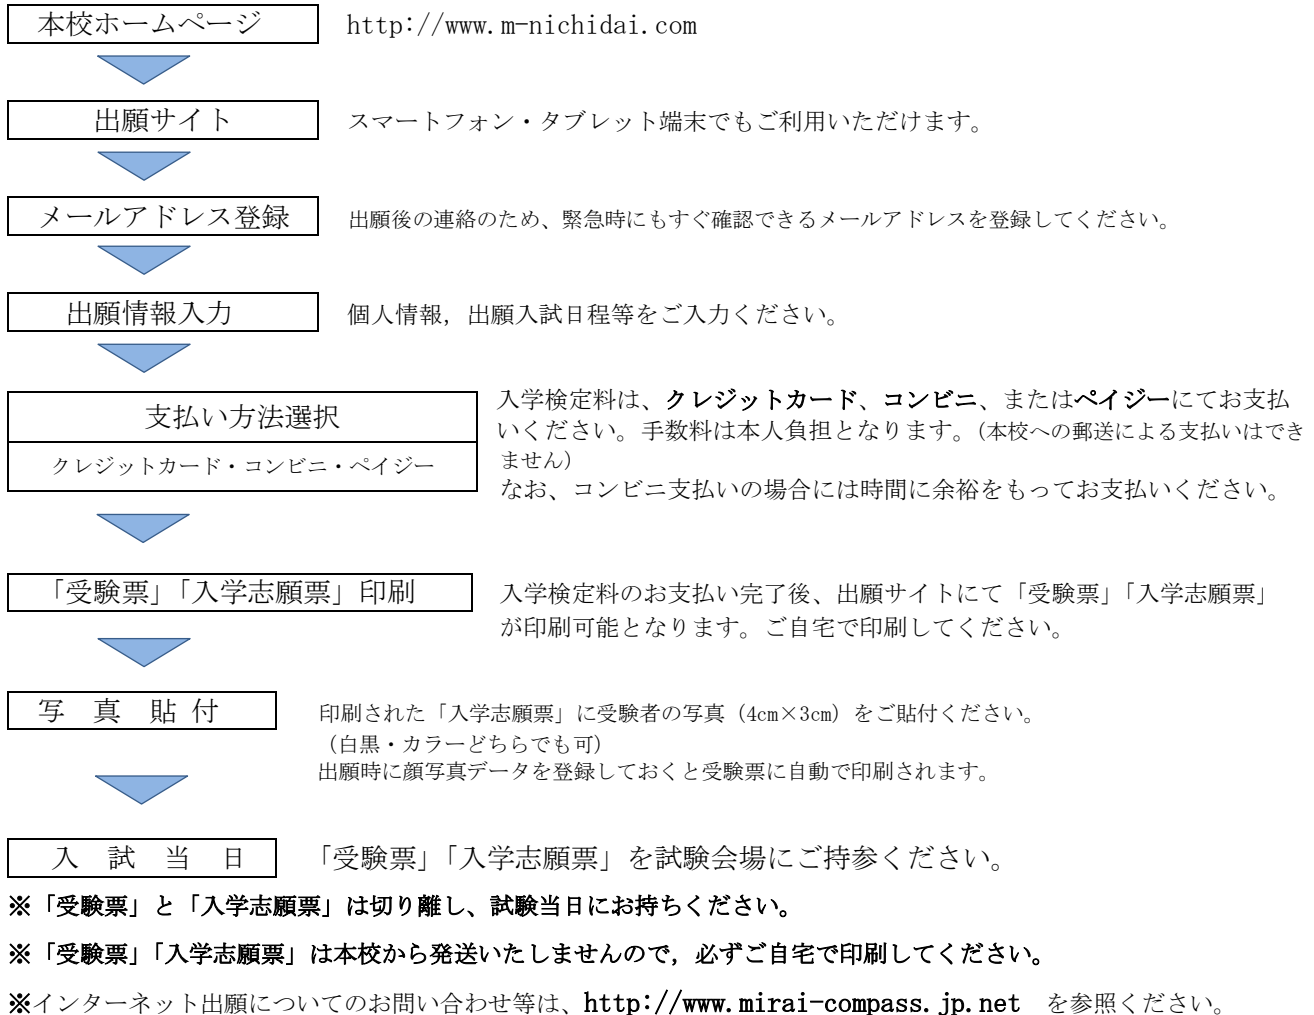 本校ホームページ　http://www.m-nichidai.com
出願サイト　スマートフォン・タブレット端末でもご利用いただけます。
メールアドレス登録　出願後の連絡のため、緊急時にもすぐ確認できるメールアドレスを登録してください。
出願情報入力　個人情報，出願入試日程等をご入力ください。
支払い方法選択
クレジットカード・コンビニ・ペイジー
入学検定料は、クレジットカード、コンビニ、またはペイジーにてお支払
いください。手数料は本人負担となります。（本校への郵送による支払いはでき
ません）
なお、コンビニ支払いの場合には時間に余裕をもってお支払いください。
「受験票」「入学志願票」印刷
入学検定料のお支払い完了後、出願サイトにて「受験票」「入学志願票」
が印刷可能となります。ご自宅で印刷してください。
写　真　貼 付
印刷された「入学志願票」に受験者の写真（4cm×3cm）をご貼付ください。
（白黒・カラーどちらでも可）
出願時に顔写真データを登録しておくと受験票に自動で印刷されます。
入　試　当　日　「受験票」「入学志願票」を試験会場にご持参ください。
※「受験票」と「入学志願票」は切り離し、試験当日にお持ちください。
※「受験票」「入学志願票」は本校から発送いたしませんので，必ずご自宅で印刷してください。
※インターネット出願についてのお問い合わせ等は、http://www.mirai-compass.jp.net　を参照ください。